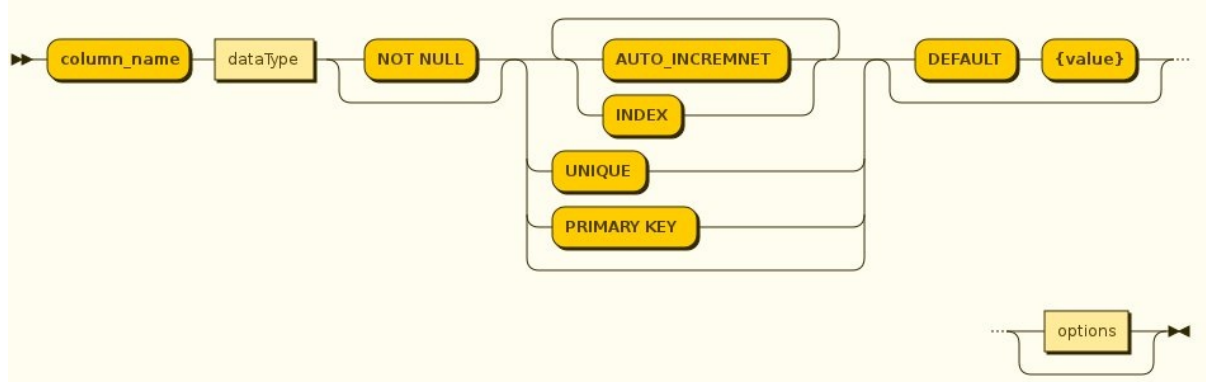 column_name dataType NOT NULL AUTO_INCREMNET DEFAULT {value}
INDEX
UNIQUE
PRIMARY KEY
options